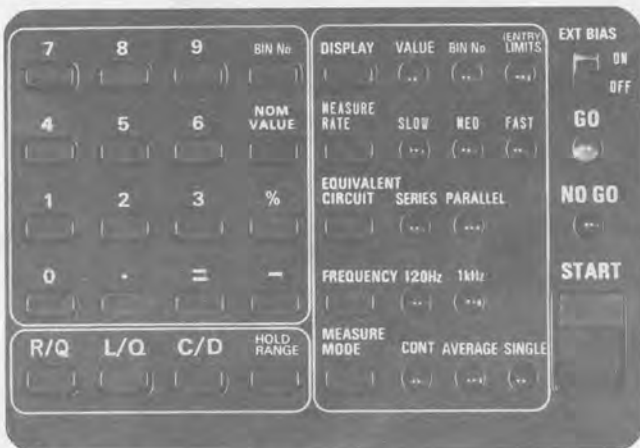 7 8 9 BIN No
4 5 6 NOM VALUE
1 2 3 %
0 . = −
R/Q L/Q C/D HOLD RANGE
DISPLAY VALUE BIN No (ENTRY) LIMITS
MEASURE RATE SLOW MED FAST
EQUIVALENT CIRCUIT SERIES PARALLEL
FREQUENCY 120Hz 1kHz
MEASURE MODE CONT AVERAGE SINGLE
EXT BIAS
ON
OFF
GO
NO GO
START